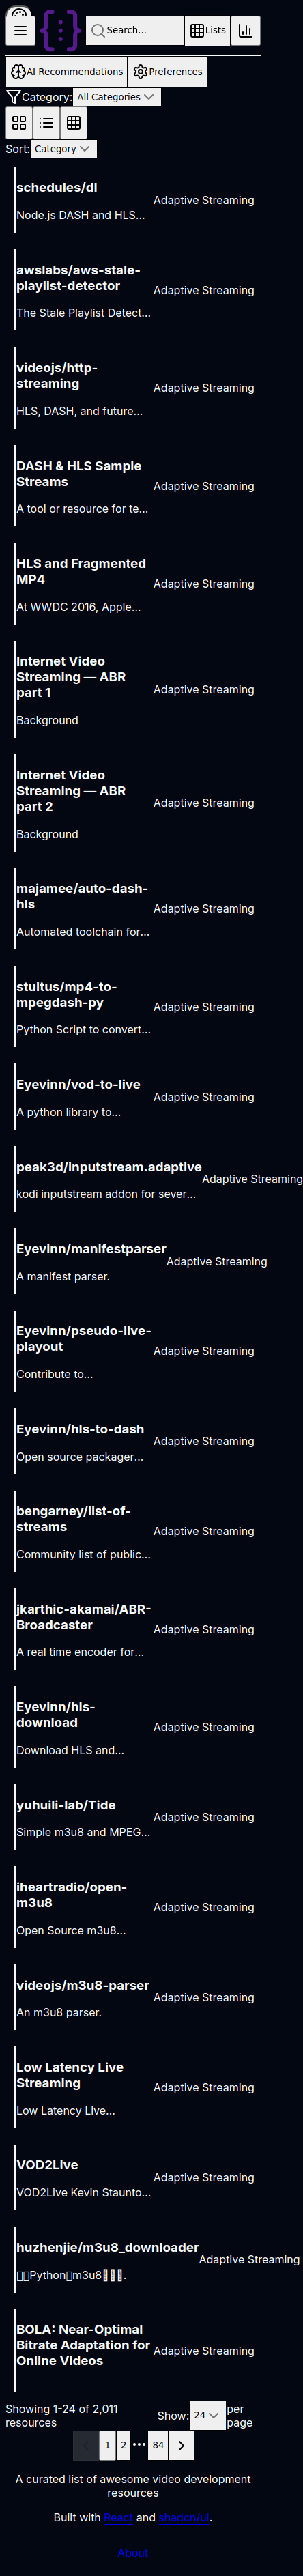 Search...
Lists
AI Recommendations
Preferences
Category:
All Categories
Sort:
Category
schedules/dl
Node.js DASH and HLS...
Adaptive Streaming
awslabs/aws-stale-
playlist-detector
The Stale Playlist Detect...
Adaptive Streaming
videojs/http-
streaming
HLS, DASH, and future...
Adaptive Streaming
DASH & HLS Sample
Streams
A tool or resource for te...
Adaptive Streaming
HLS and Fragmented
MP4
At WWDC 2016, Apple...
Adaptive Streaming
Internet Video
Streaming — ABR
part 1
Background
Adaptive Streaming
Internet Video
Streaming — ABR
part 2
Background
Adaptive Streaming
majamee/auto-dash-
hls
Automated toolchain for...
Adaptive Streaming
stultus/mp4-to-
mpegdash-py
Python Script to convert...
Adaptive Streaming
Eyevinn/vod-to-live
A python library to...
Adaptive Streaming
peak3d/inputstream.adaptive
kodi inputstream addon for sever...
Adaptive Streaming
Eyevinn/manifestparser
A manifest parser.
Adaptive Streaming
Eyevinn/pseudo-live-
playout
Contribute to...
Adaptive Streaming
Eyevinn/hls-to-dash
Open source packager...
Adaptive Streaming
bengarney/list-of-
streams
Community list of public...
Adaptive Streaming
jkarthic-akamai/ABR-
Broadcaster
A real time encoder for...
Adaptive Streaming
Eyevinn/hls-
download
Download HLS and...
Adaptive Streaming
yuhuili-lab/Tide
Simple m3u8 and MPEG...
Adaptive Streaming
iheartradio/open-
m3u8
Open Source m3u8...
Adaptive Streaming
videojs/m3u8-parser
An m3u8 parser.
Adaptive Streaming
Low Latency Live
Streaming
Low Latency Live...
Adaptive Streaming
VOD2Live
VOD2Live Kevin Staunto...
Adaptive Streaming
huzhenjie/m3u8_downloader
Python m3u8 .
Adaptive Streaming
BOLA: Near-Optimal
Bitrate Adaptation for
Online Videos
Adaptive Streaming
Showing 1-24 of 2,011
resources
Show:
24
per
page
1 2 ••• 84
A curated list of awesome video development
resources
Built with React and shadcn/ui.
About